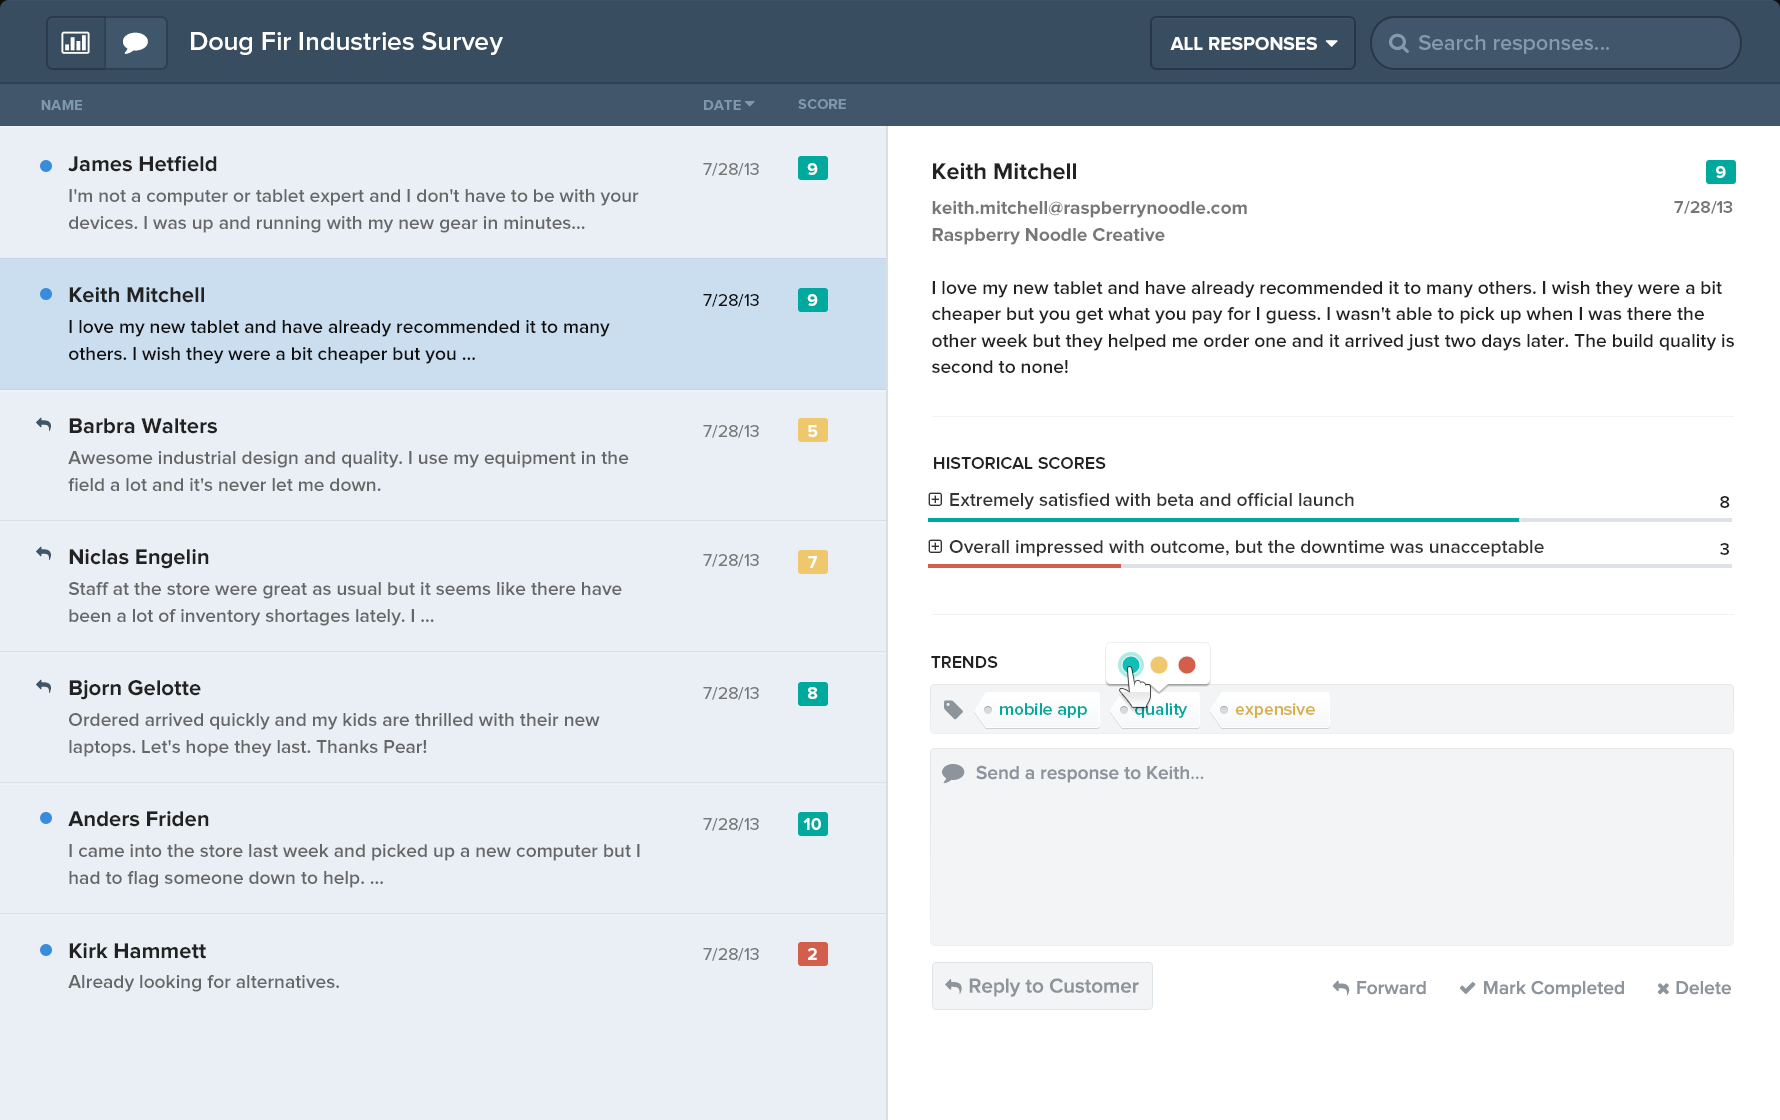 Doug Fir Industries Survey
ALL RESPONSES
Search responses...
NAME
DATE
SCORE
James Hetfield
7/28/13
9
I'm not a computer or tablet expert and I don't have to be with your
devices. I was up and running with my new gear in minutes...
Keith Mitchell
7/28/13
9
I love my new tablet and have already recommended it to many
others. I wish they were a bit cheaper but you ...
Barbra Walters
7/28/13
5
Awesome industrial design and quality. I use my equipment in the
field a lot and it's never let me down.
Niclas Engelin
7/28/13
7
Staff at the store were great as usual but it seems like there have
been a lot of inventory shortages lately. I ...
Bjorn Gelotte
7/28/13
8
Ordered arrived quickly and my kids are thrilled with their new
laptops. Let's hope they last. Thanks Pear!
Anders Friden
7/28/13
10
I came into the store last week and picked up a new computer but I
had to flag someone down to help. ...
Kirk Hammett
7/28/13
2
Already looking for alternatives.
Keith Mitchell
9
keith.mitchell@raspberrynoodle.com
7/28/13
Raspberry Noodle Creative
I love my new tablet and have already recommended it to many others. I wish they were a bit
cheaper but you get what you pay for I guess. I wasn't able to pick up when I was there the
other week but they helped me order one and it arrived just two days later. The build quality is
second to none!
HISTORICAL SCORES
Extremely satisfied with beta and official launch
8
Overall impressed with outcome, but the downtime was unacceptable
3
TRENDS
mobile app
quality
expensive
Send a response to Keith...
Reply to Customer
Forward
Mark Completed
Delete